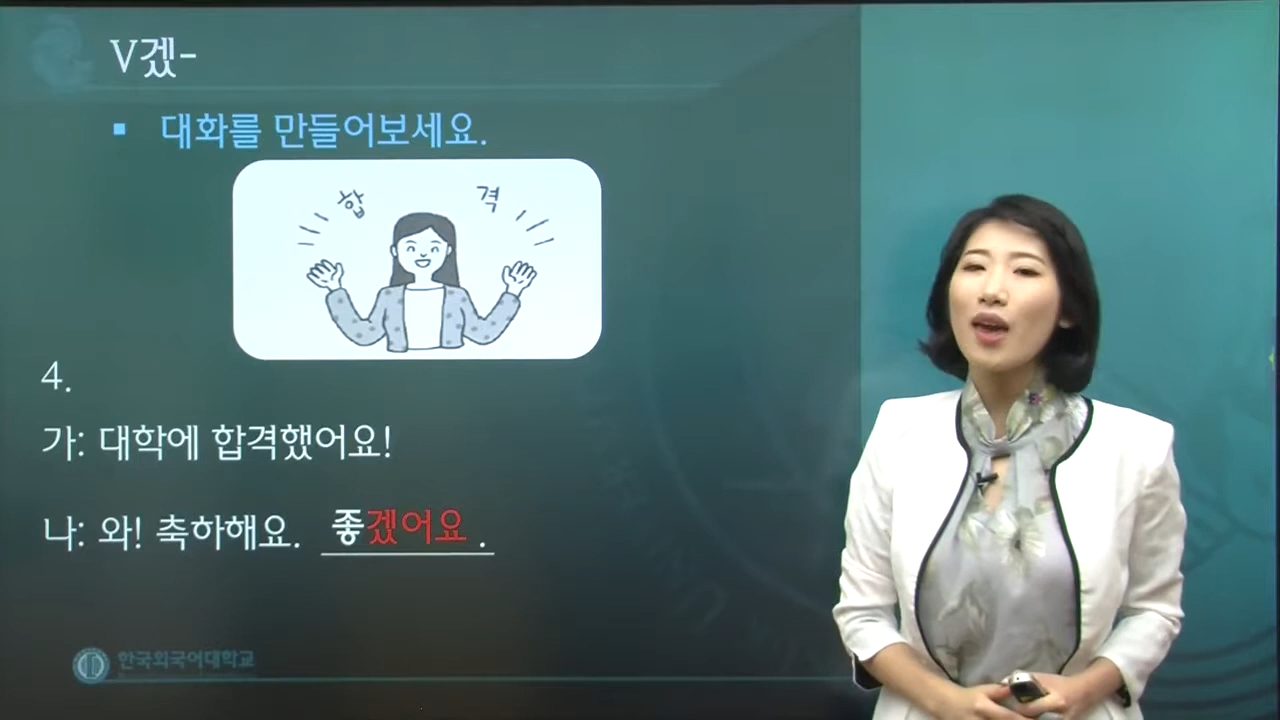 V겠-
▪ 대화를 만들어보세요.
합 격
4.
가: 대학에 합격했어요!
나: 와! 축하해요. 좋겠어요.
한국외국어대학교